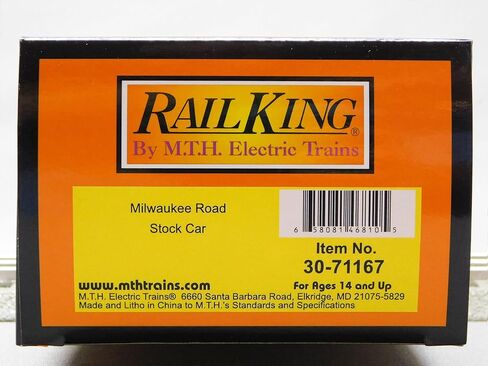 RAILKING®
By M.T.H. Electric Trains
Milwaukee Road
Stock Car
6 58081 46810 5
Item No.
30-71167
www.mthtrains.com
For Ages 14 and Up
M.T.H. Electric Trains® 6660 Santa Barbara Road, Elkridge, MD 21075-5829
Made and Litho in China to M.T.H.'s Standards and Specifications